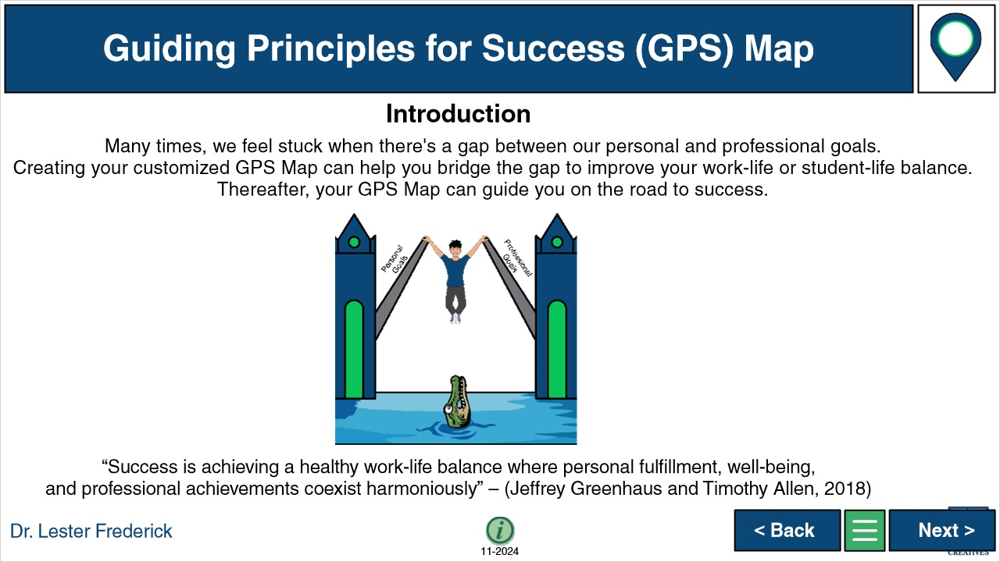 Guiding Principles for Success (GPS) Map
Introduction
Many times, we feel stuck when there's a gap between our personal and professional goals.
Creating your customized GPS Map can help you bridge the gap to improve your work-life or student-life balance.
Thereafter, your GPS Map can guide you on the road to success.
Personal
Goals
Professional
Goals
“Success is achieving a healthy work-life balance where personal fulfillment, well-being,
and professional achievements coexist harmoniously” – (Jeffrey Greenhaus and Timothy Allen, 2018)
Dr. Lester Frederick
i
11-2024
< Back
Next >
CREATIVES